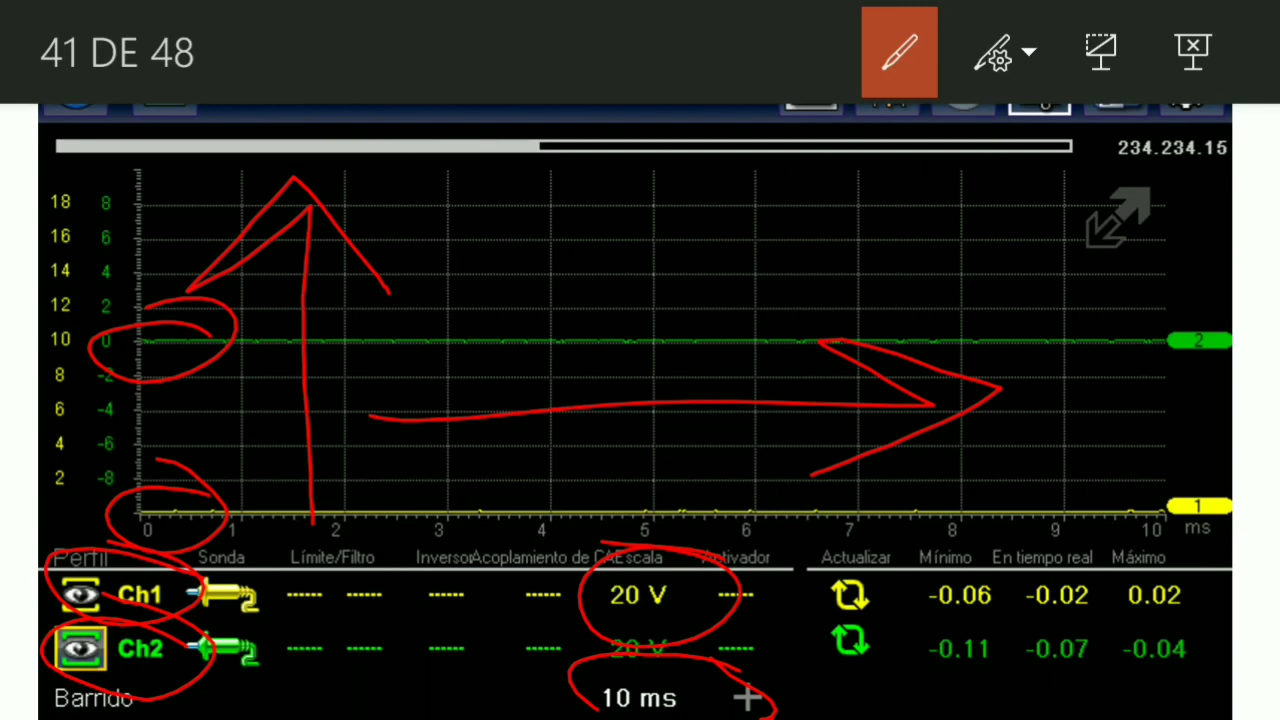 41 DE 48
234.234.15
18 8
16 6
14 4
12 2
10 0 2
8 -2
6 -4
4 -6
2 -8
1
0 1 2 3 4 5 6 7 8 9 10 ms
Perfil Sonda Límite/Filtro Inversor Acoplamiento de CA Escala Activador Actualizar Mínimo En tiempo real Máximo
Ch1 ------ ------ ------ ------ 20 V ------ -0.06 -0.02 0.02
Ch2 ------ ------ ------ ------ 20 V ------ -0.11 -0.07 -0.04
Barrido 10 ms +